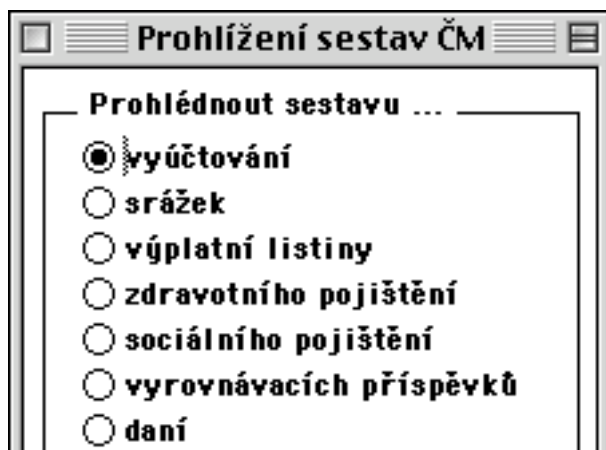 Prohlížení sestav ČM
Prohlédnout sestavu ...
vyúčtování
srážek
výplatní listiny
zdravotního pojištění
sociálního pojištění
vyrovnávacích příspěvků
daní